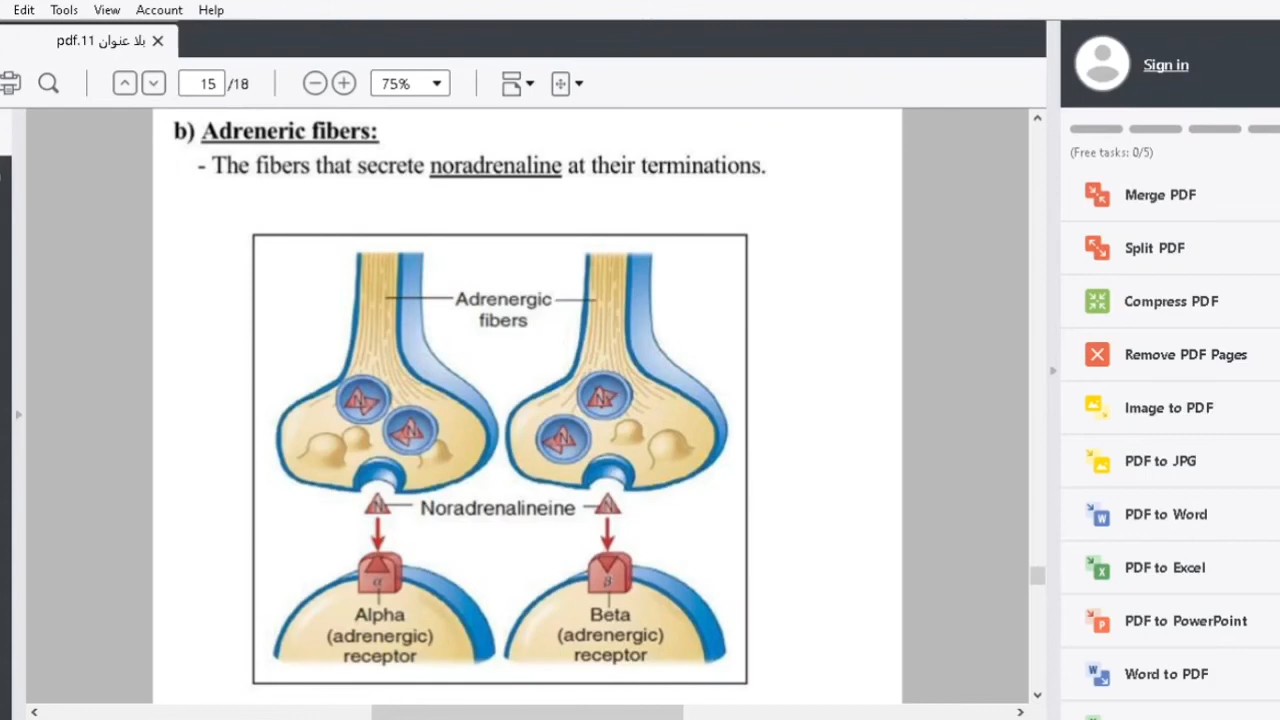 Edit Tools View Account Help
بلا عنوان 11.pdf
15 /18 75%
Sign in
(Free tasks: 0/5)
Merge PDF
Split PDF
Compress PDF
Remove PDF Pages
Image to PDF
PDF to JPG
PDF to Word
PDF to Excel
PDF to PowerPoint
Word to PDF
b) Adreneric fibers:
- The fibers that secrete noradrenaline at their terminations.
Adrenergic
fibers
N N N N
N Noradrenalineine N
α β
Alpha
(adrenergic)
receptor
Beta
(adrenergic)
receptor